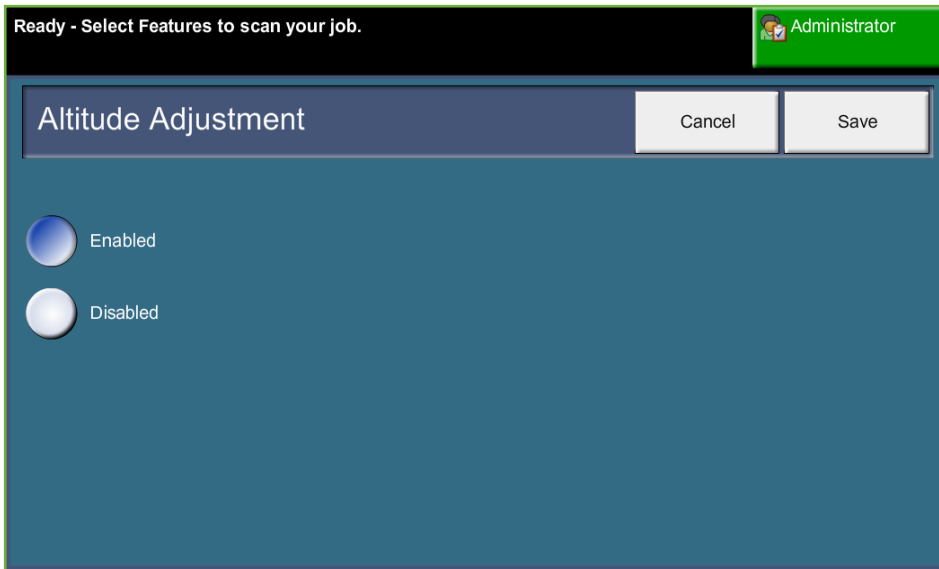 Ready - Select Features to scan your job.
Administrator
Altitude Adjustment
Cancel
Save
Enabled
Disabled